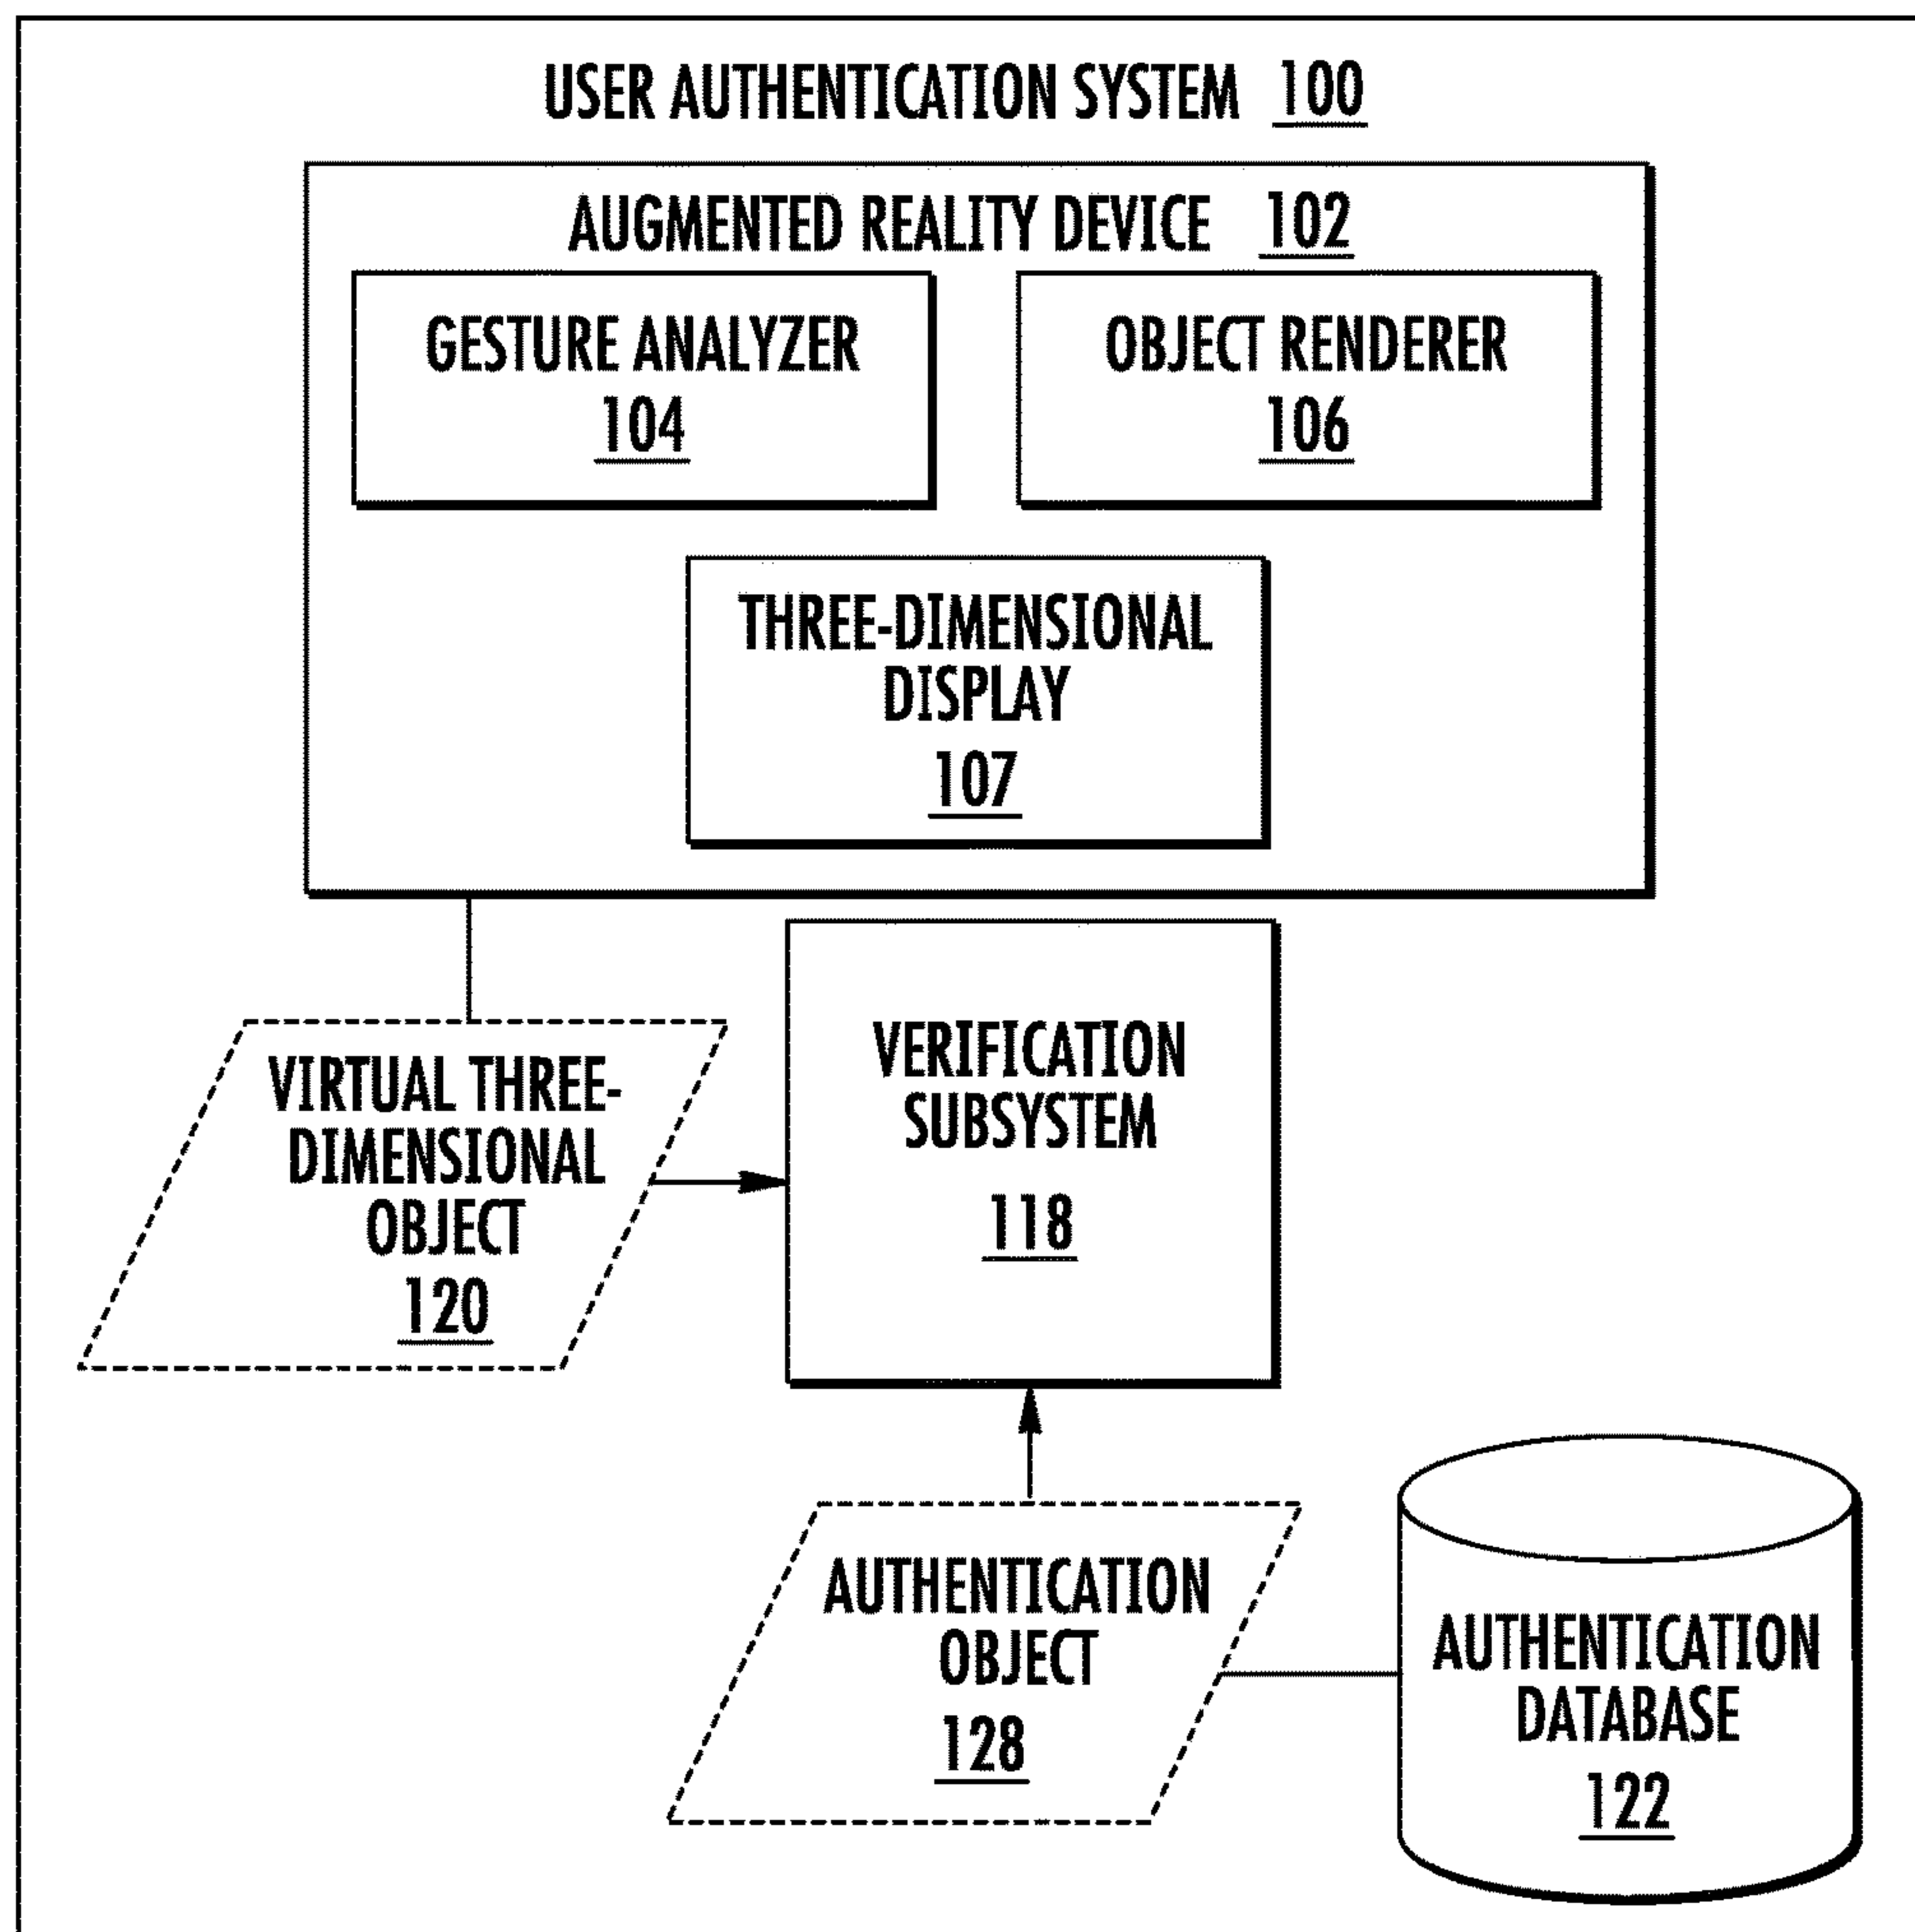 USER AUTHENTICATION SYSTEM 100
AUGMENTED REALITY DEVICE 102
GESTURE ANALYZER
104
OBJECT RENDERER
106
THREE-DIMENSIONAL
DISPLAY
107
VIRTUAL THREE-
DIMENSIONAL
OBJECT
120
VERIFICATION
SUBSYSTEM
118
AUTHENTICATION
OBJECT
128
AUTHENTICATION
DATABASE
122